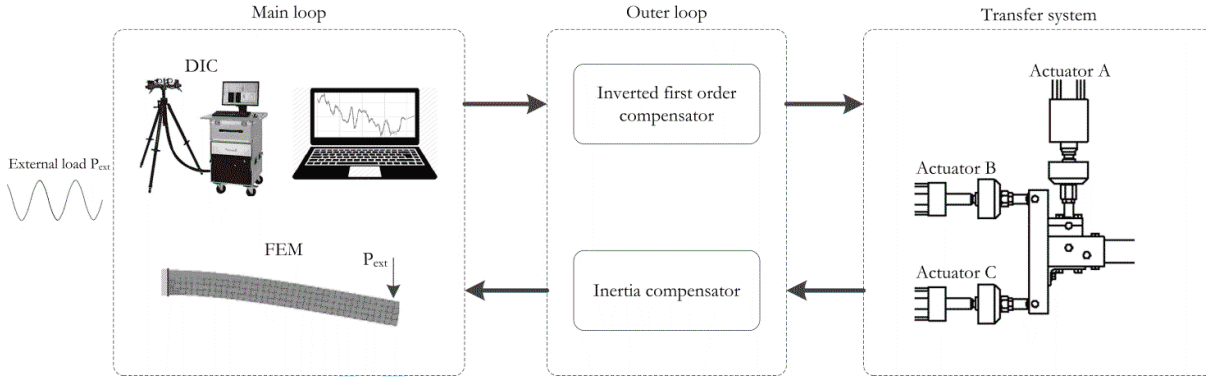 Main loop
Outer loop
Transfer system
DIC
External load Pext
FEM
Pext
Inverted first order
compensator
Inertia compensator
Actuator A
Actuator B
Actuator C